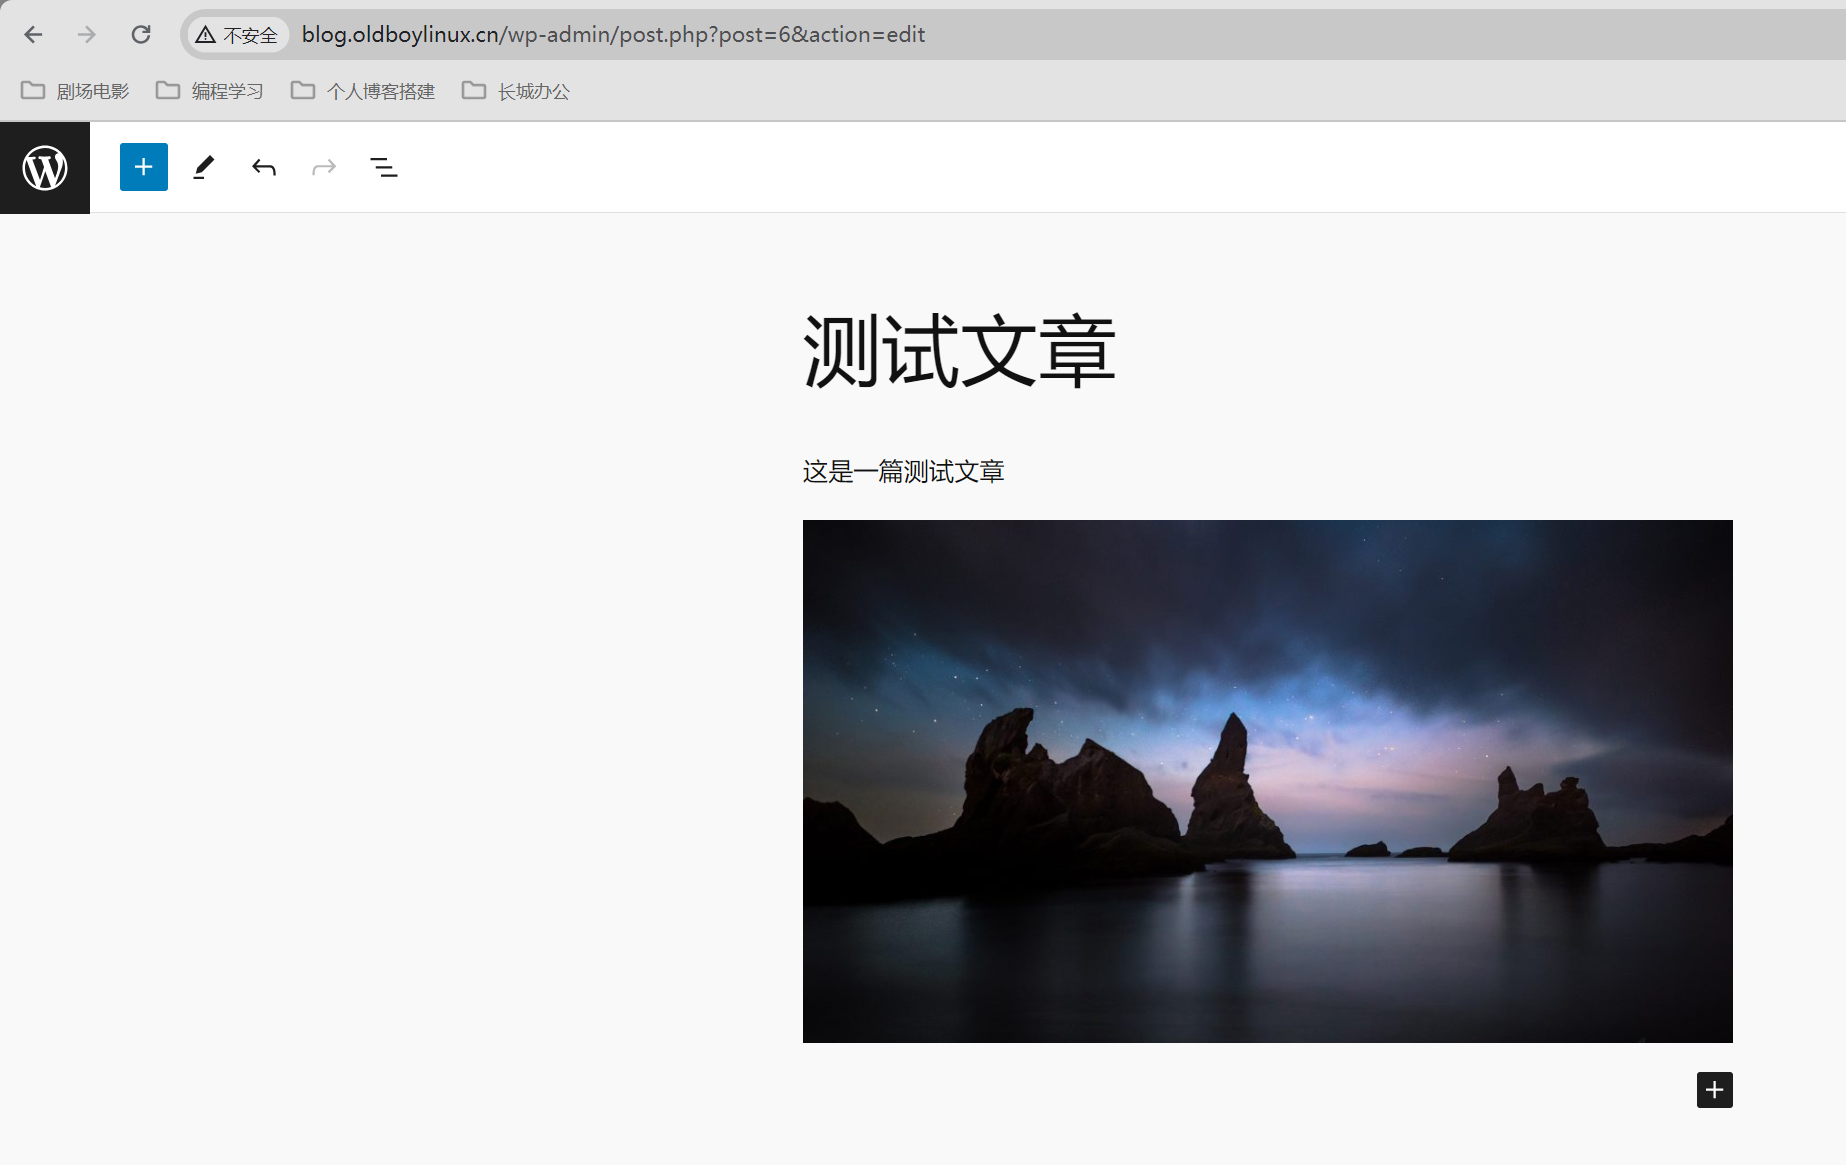 不安全 blog.oldboylinux.cn/wp-admin/post.php?post=6&action=edit
剧场电影 编程学习 个人博客搭建 长城办公
测试文章
这是一篇测试文章